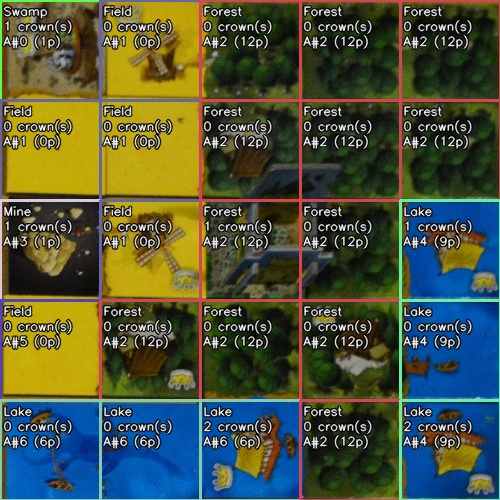 Swamp
1 crown(s)
A#0 (1p)
Field
0 crown(s)
A#1 (0p)
Forest
0 crown(s)
A#2 (12p)
Forest
0 crown(s)
A#2 (12p)
Forest
0 crown(s)
A#2 (12p)
Field
0 crown(s)
A#1 (0p)
Field
0 crown(s)
A#1 (0p)
Forest
0 crown(s)
A#2 (12p)
Forest
0 crown(s)
A#2 (12p)
Forest
0 crown(s)
A#2 (12p)
Mine
1 crown(s)
A#3 (1p)
Field
0 crown(s)
A#1 (0p)
Forest
1 crown(s)
A#2 (12p)
Forest
0 crown(s)
A#2 (12p)
Lake
1 crown(s)
A#4 (9p)
Field
0 crown(s)
A#5 (0p)
Forest
0 crown(s)
A#2 (12p)
Forest
0 crown(s)
A#2 (12p)
Forest
0 crown(s)
A#2 (12p)
Lake
0 crown(s)
A#4 (9p)
Lake
0 crown(s)
A#6 (6p)
Lake
0 crown(s)
A#6 (6p)
Lake
2 crown(s)
A#6 (6p)
Forest
0 crown(s)
A#2 (12p)
Lake
2 crown(s)
A#4 (9p)